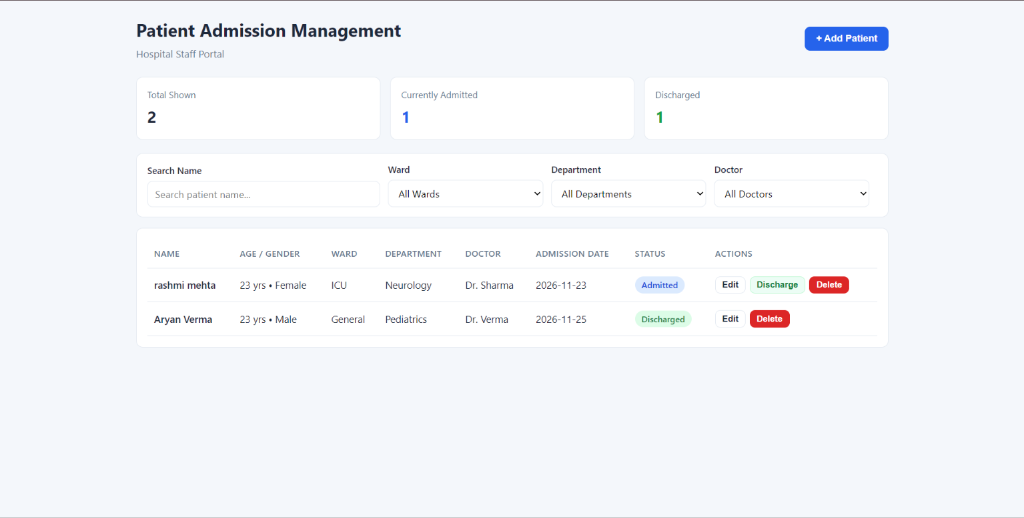 Patient Admission Management
Hospital Staff Portal
+ Add Patient
Total Shown
2
Currently Admitted
1
Discharged
1
Search Name
Search patient name...
Ward
All Wards
Department
All Departments
Doctor
All Doctors
NAME AGE / GENDER WARD DEPARTMENT DOCTOR ADMISSION DATE STATUS ACTIONS
rashmi mehta 23 yrs • Female ICU Neurology Dr. Sharma 2026-11-23 Admitted Edit Discharge Delete
Aryan Verma 23 yrs • Male General Pediatrics Dr. Verma 2026-11-25 Discharged Edit Delete